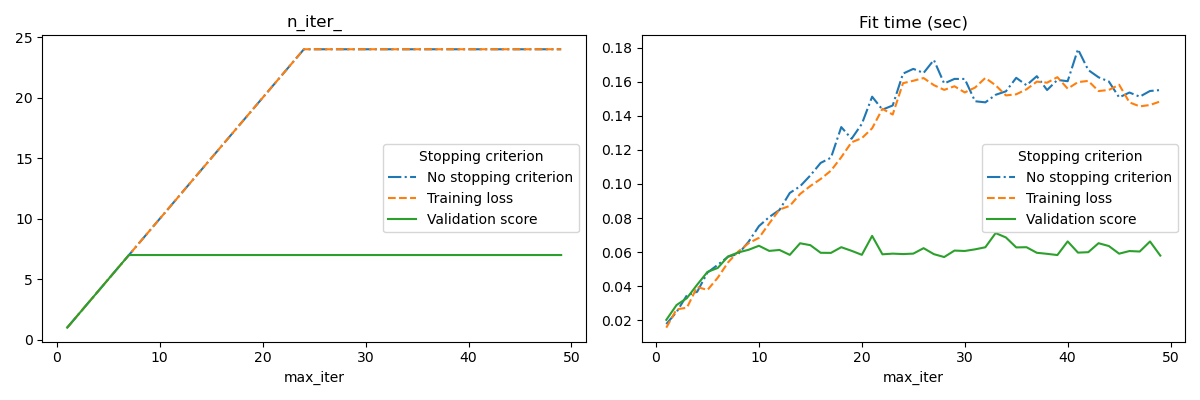 n_iter_
25
20
15
10
5
0
0 10 20 30 40 50
max_iter
Stopping criterion
No stopping criterion
Training loss
Validation score
Fit time (sec)
0.18
0.16
0.14
0.12
0.10
0.08
0.06
0.04
0.02
0 10 20 30 40 50
max_iter
Stopping criterion
No stopping criterion
Training loss
Validation score